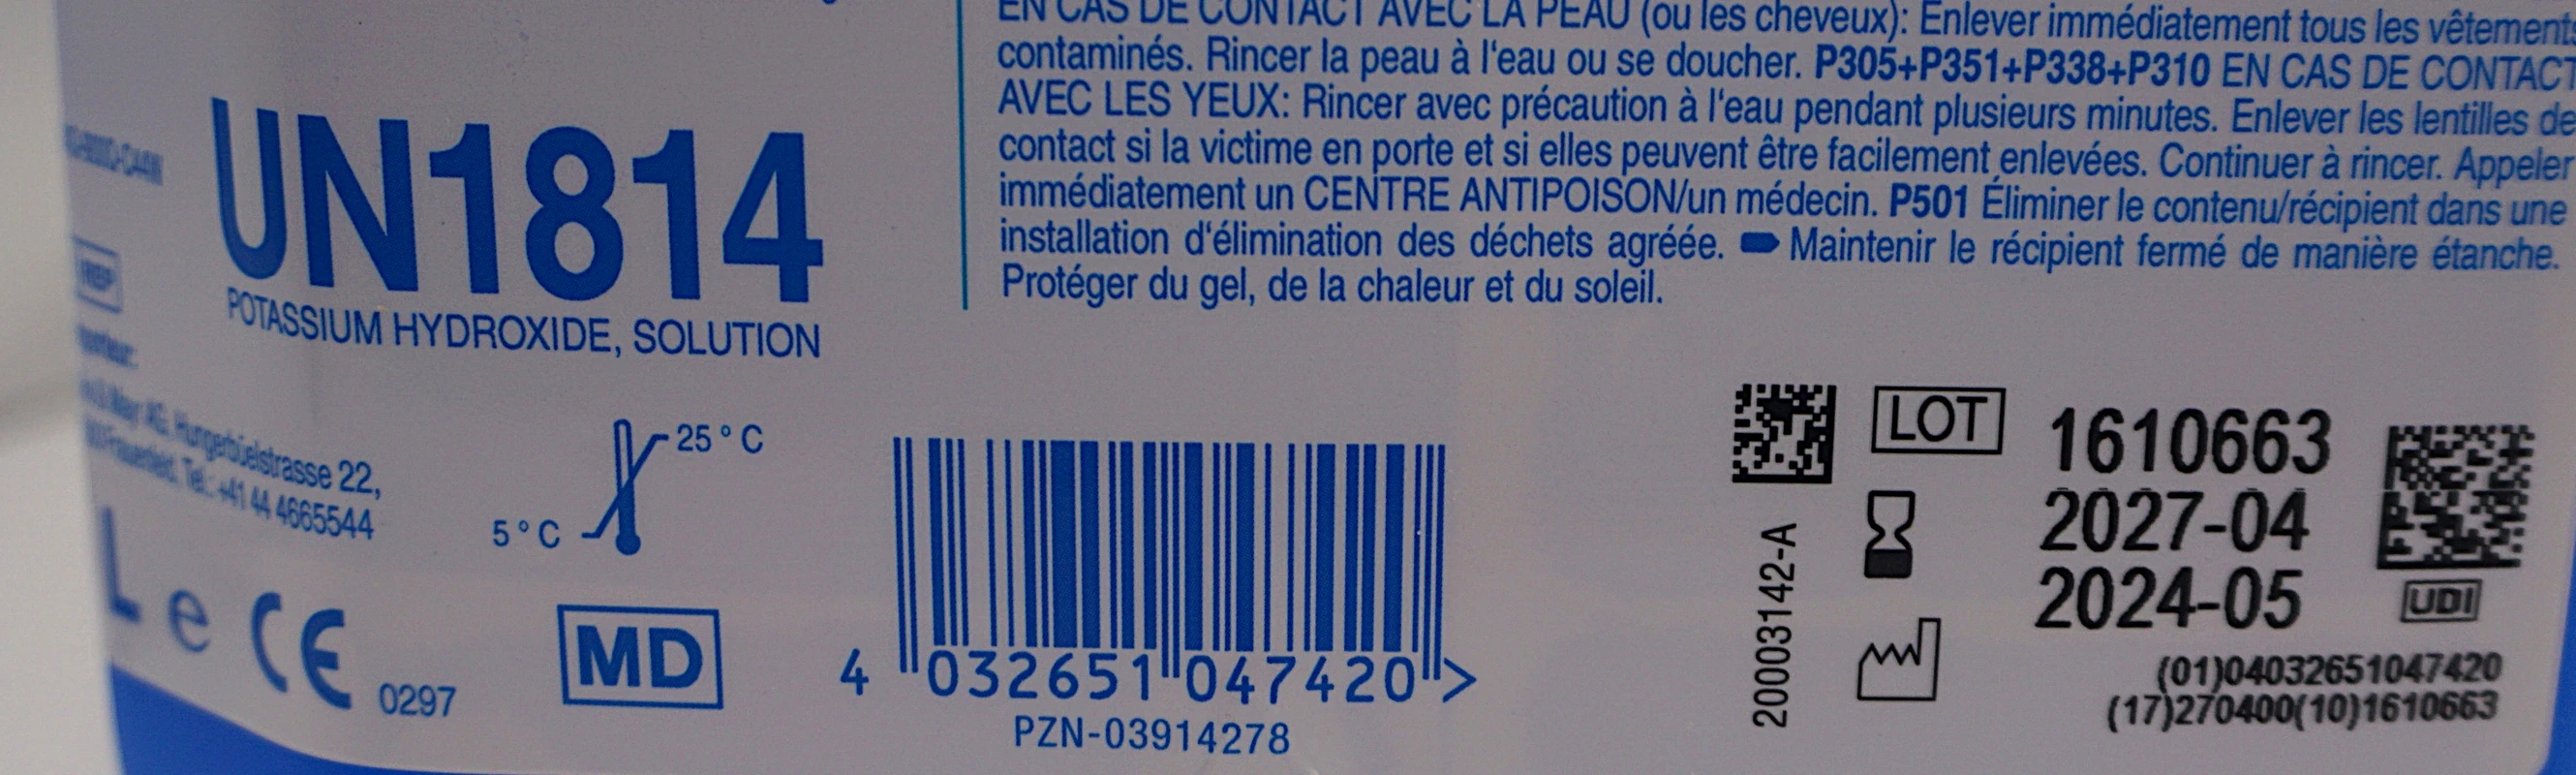 EN CAS DE CONTACT AVEC LA PEAU (ou les cheveux): Enlever immédiatement tous les vêtements
contaminés. Rincer la peau à l'eau ou se doucher. P305+P351+P338+P310 EN CAS DE CONTACT
AVEC LES YEUX: Rincer avec précaution à l'eau pendant plusieurs minutes. Enlever les lentilles de
contact si la victime en porte et si elles peuvent être facilement enlevées. Continuer à rincer. Appeler
immédiatement un CENTRE ANTIPOISON/un médecin. P501 Éliminer le contenu/récipient dans une
installation d'élimination des déchets agréée. Maintenir le récipient fermé de manière étanche.
Protéger du gel, de la chaleur et du soleil.
UN1814
POTASSIUM HYDROXIDE, SOLUTION
REP
AG, Hungerbüelstrasse 22,
Tel.: +41 44 4665544
25°C
5°C
L e CE 0297
MD
4 032651 047420 >
PZN-03914278
20003142-A
LOT 1610663
2027-04
2024-05
UDI
(01)04032651047420
(17)270400(10)1610663